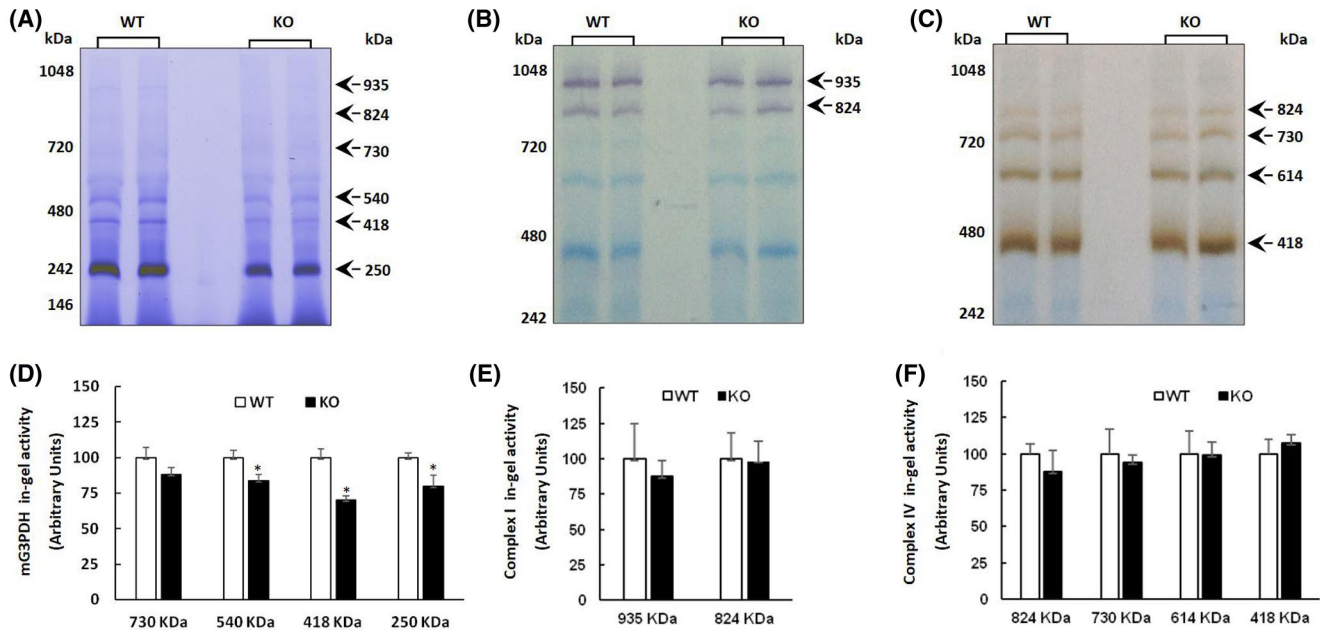 (A)
WT
KO
kDa
kDa
1048
720
480
242
146
935
824
730
540
418
250
(B)
WT
KO
kDa
kDa
1048
720
480
242
935
824
(C)
WT
KO
kDa
kDa
1048
720
480
242
824
730
614
418
(D)
mG3PDH in-gel activity
(Arbitrary Units)
150
125
100
75
50
25
0
WT KO
*
*
*
730 KDa 540 KDa 418 KDa 250 KDa
(E)
Complex I in-gel activity
(Arbitrary Units)
150
125
100
75
50
25
0
WT KO
935 KDa 824 KDa
(F)
Complex IV in-gel activity
(Arbitrary Units)
150
125
100
75
50
25
0
WT KO
824 KDa 730 KDa 614 KDa 418 KDa